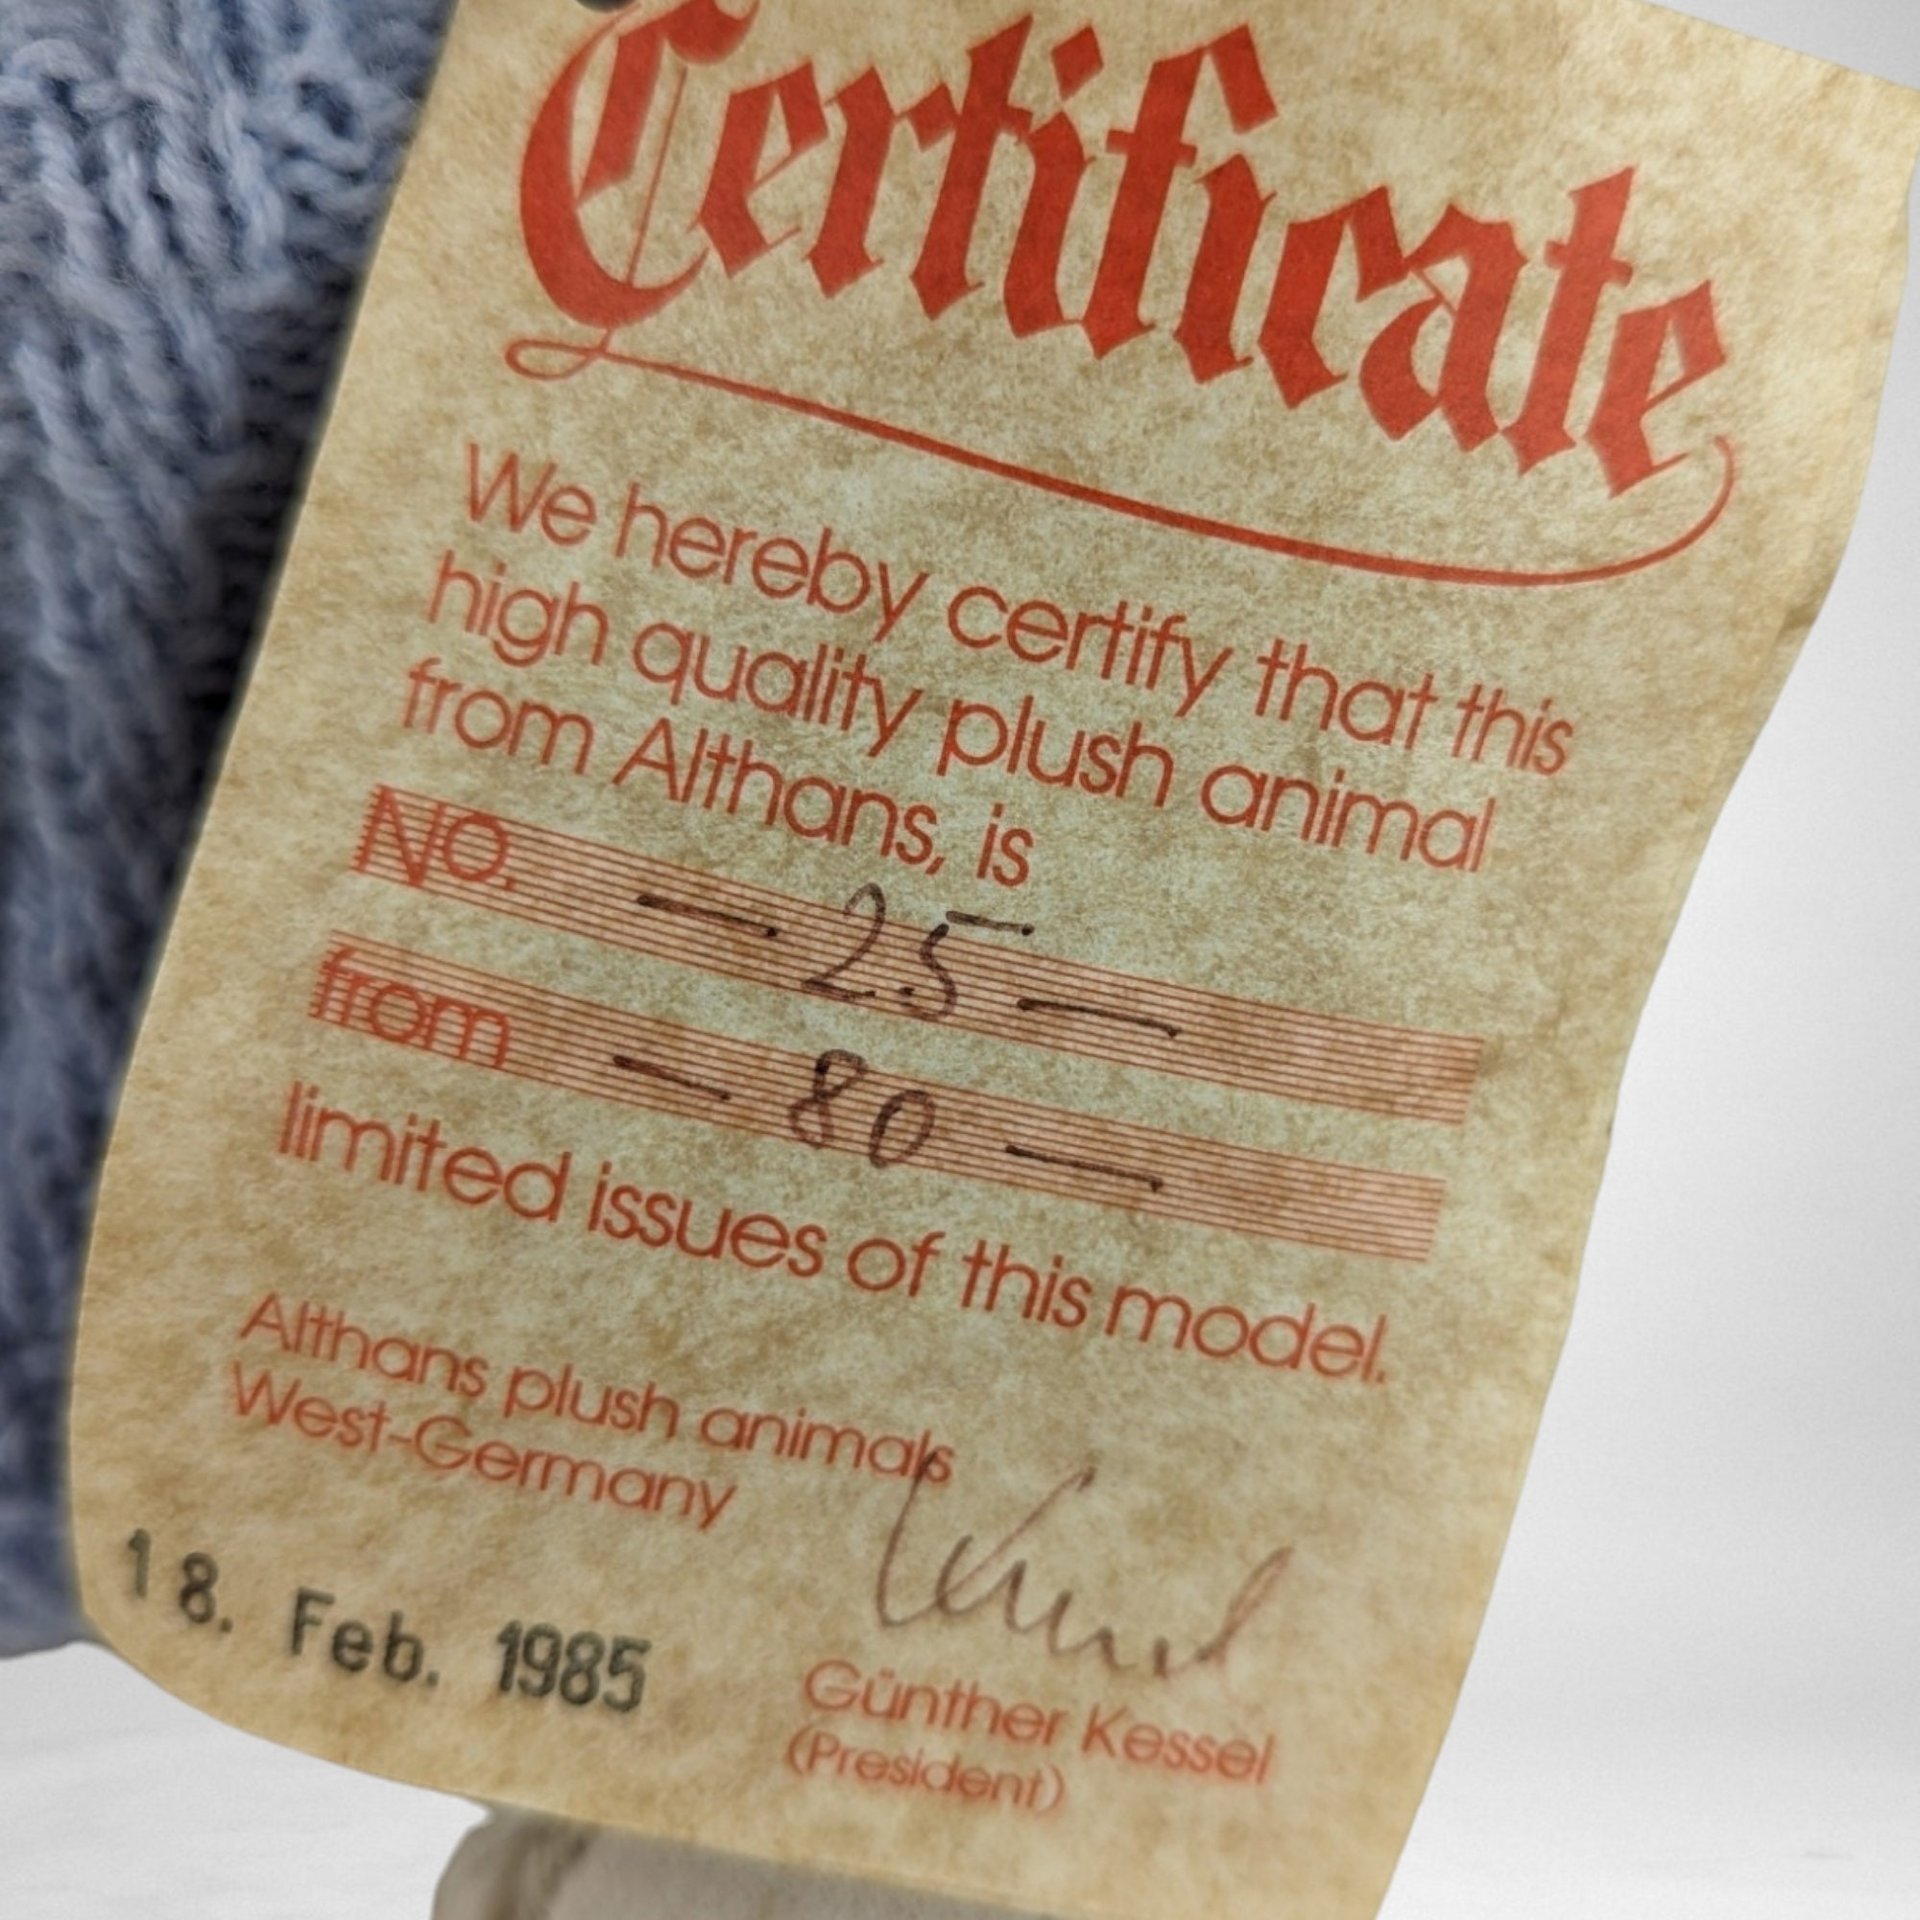 Certificate
We hereby certify that this
high quality plush animal
from Althans, is
No. — 25 —
from — 80 —
limited issues of this model.
Althans plush animals
West-Germany
18. Feb. 1985
Günther Kessel
(President)